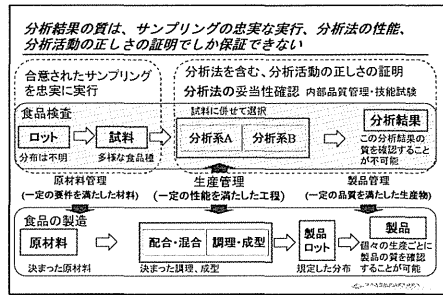 分析結果の質は、サンプリングの忠実な実行、分析法の性能、
分析活動の正しさの証明でしか保証できない
合意されたサンプリング
を忠実に実行
分析法を含む、分析活動の正しさの証明
分析法の妥当性確認 内部品質管理・技能試験
食品検査
試料に併せて選択
ロット
試料
分析系A
分析系B
分析結果
分布は不明
多様な食品種
この分析結果の
質を確認すること
が不可能
原材料管理
(一定の要件を満たした材料)
生産管理
(一定の性能を満たした工程)
製品管理
(一定の品質を満たした生産物)
食品の製造
原材料
配合・混合
調理・成型
製品
ロット
製品
決まった原材料
決まった調理、成型
規定した分布
個々の生産ごとに
製品の質を確認
することが可能